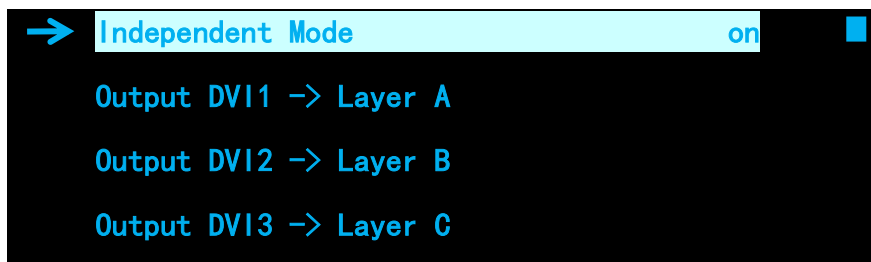 Independent Mode on
Output DVI1 -> Layer A
Output DVI2 -> Layer B
Output DVI3 -> Layer C